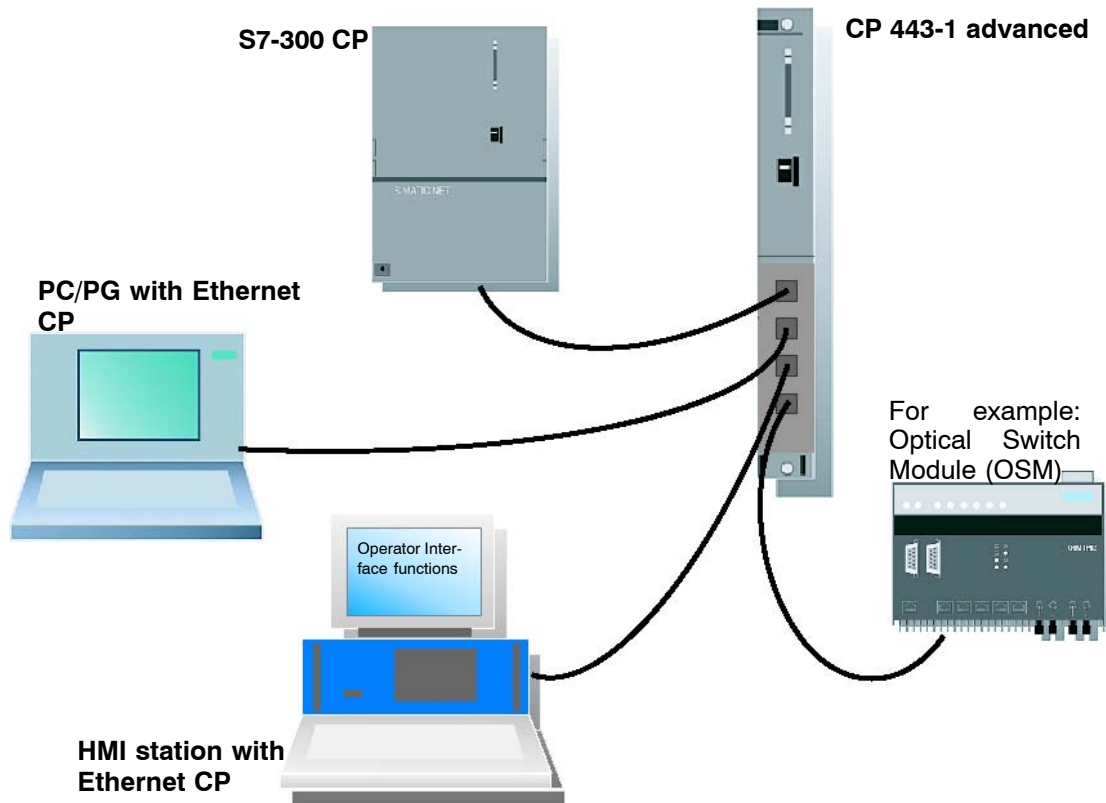 S7-300 CP
CP 443-1 advanced
SIMATIC NET
PC/PG with Ethernet
CP
For example:
Optical Switch
Module (OSM)
Operator Inter-
face functions
HMI station with
Ethernet CP